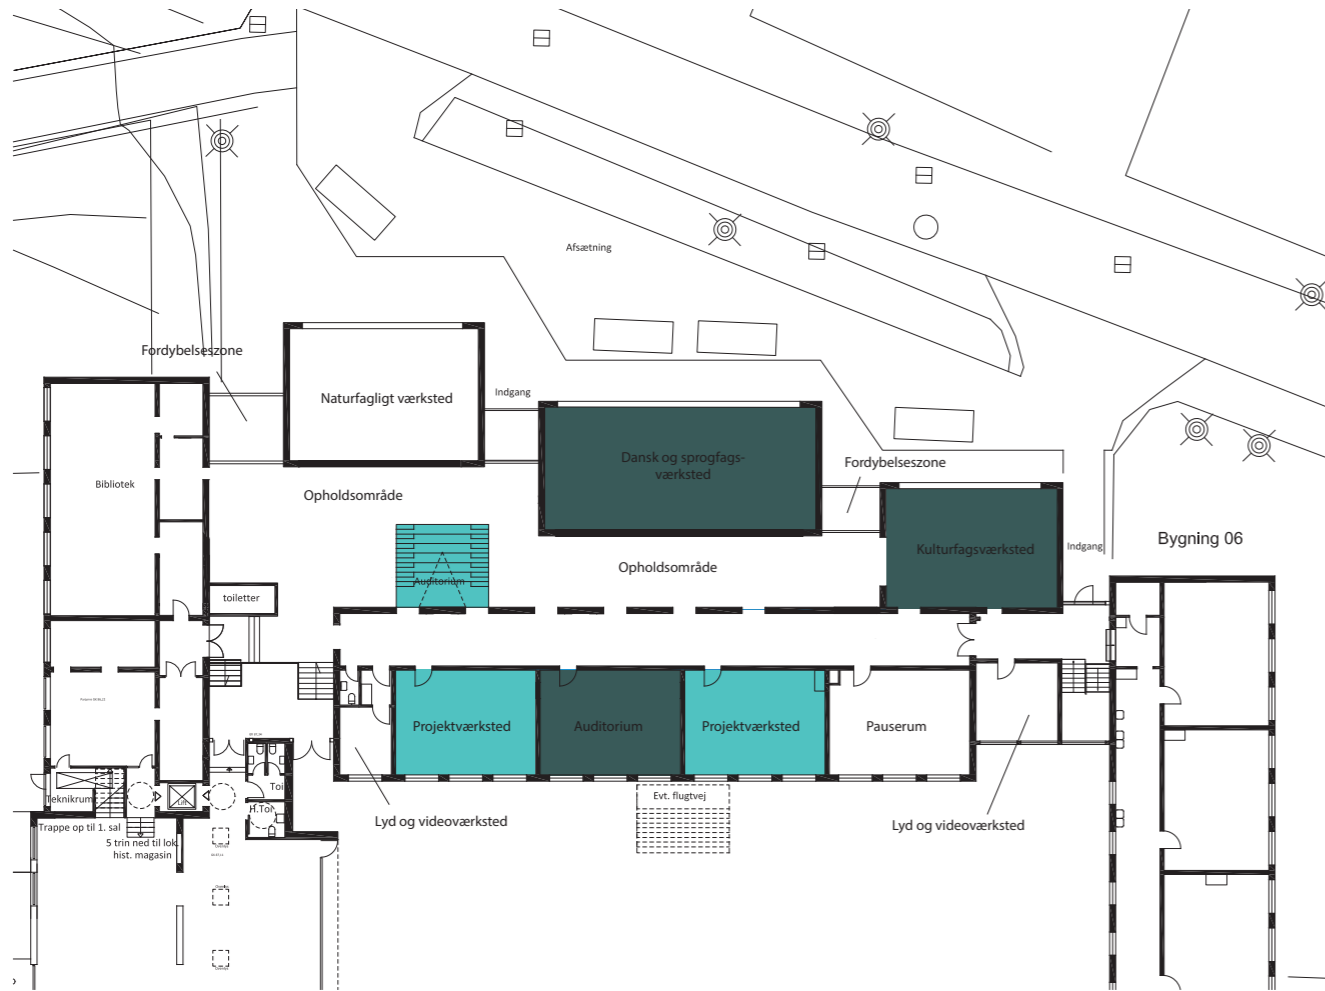 Afsætning
Fordybelseszone
Naturfagligt værksted
Indgang
Dansk og sprogfags-
værksted
Fordybelseszone
Bibliotek
Opholdsområde
Kulturfagsværksted
Indgang
Bygning 06
Opholdsområde
Auditorium
toiletter
Projektværksted
Auditorium
Projektværksted
Pauserum
Toi
Teknikrum
Lift
H.Toi
Evt. flugtvej
Trappe op til 1. sal
5 trin ned til lok.
hist. magasin
Lyd og videoværksted
Lyd og videoværksted